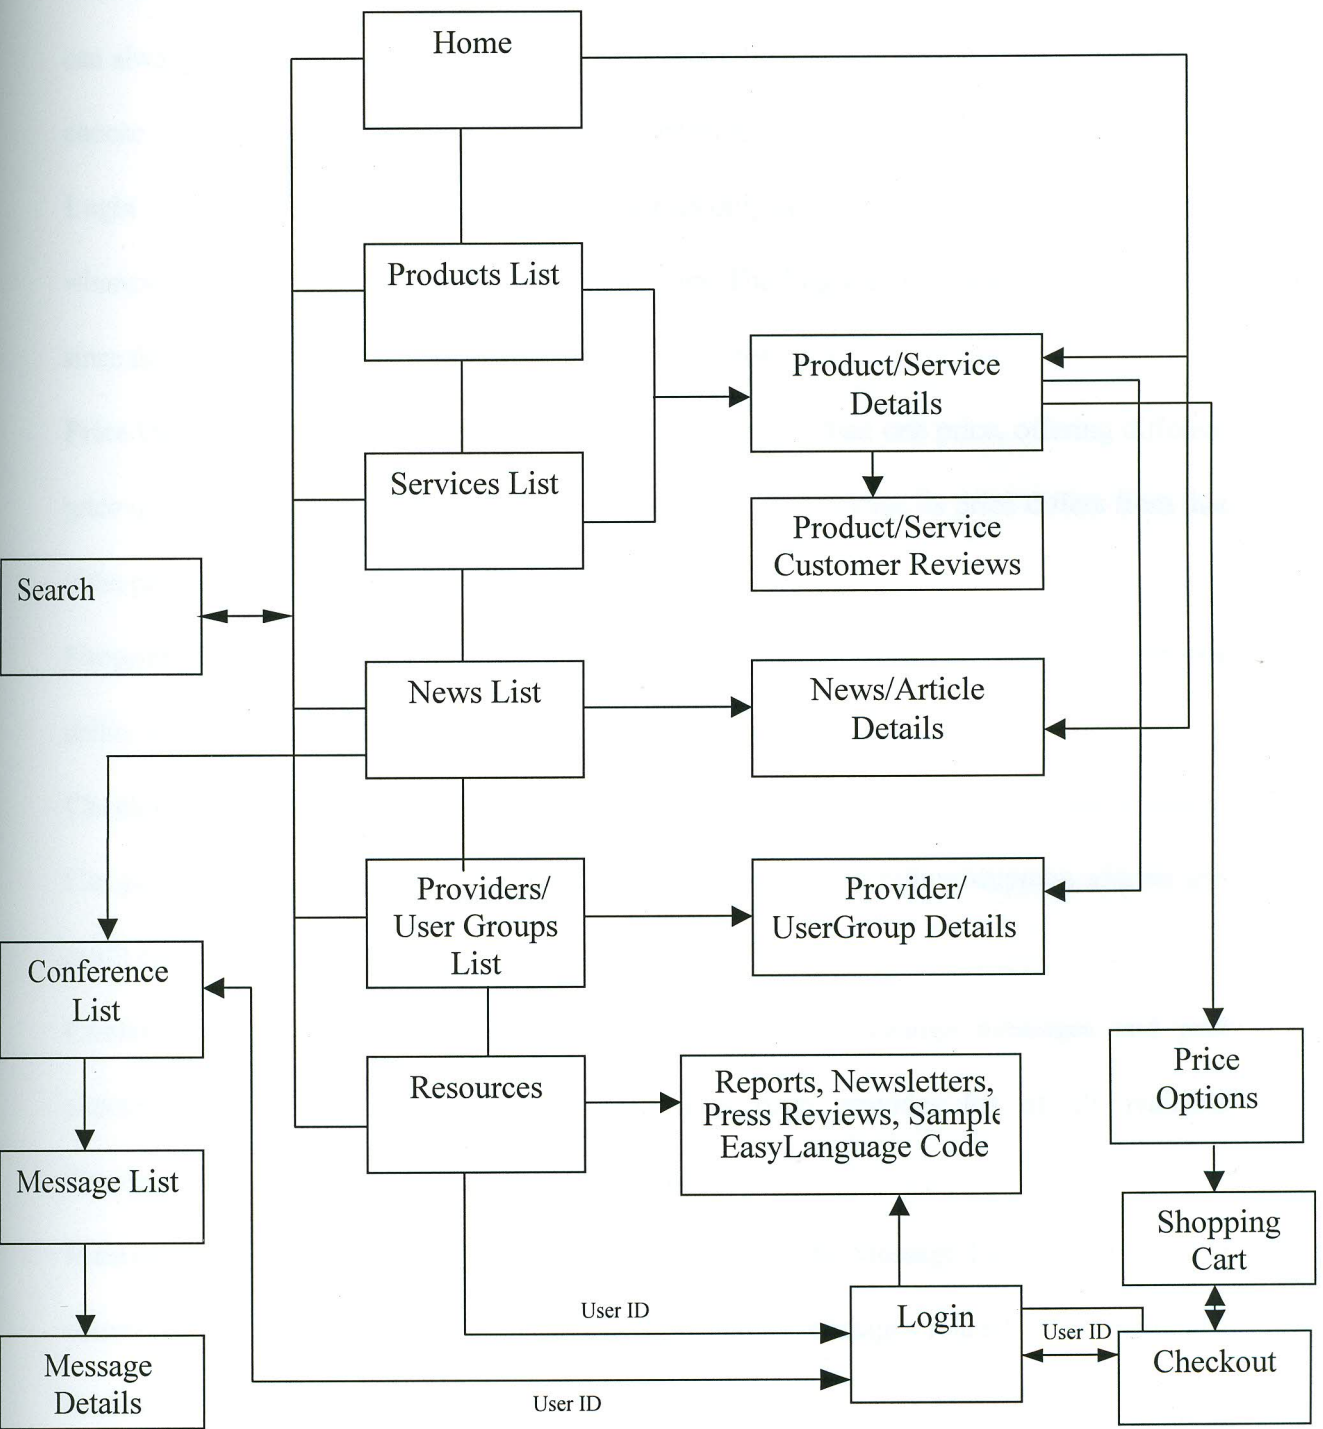 Home
Products List
Product/Service
Details
Services List
Product/Service
Customer Reviews
Search
News List
News/Article
Details
Providers/
User Groups
List
Provider/
UserGroup Details
Conference
List
Resources
Reports, Newsletters,
Press Reviews, Sample
EasyLanguage Code
Price
Options
Message List
Shopping
Cart
User ID
Login
User ID
Checkout
Message
Details
User ID